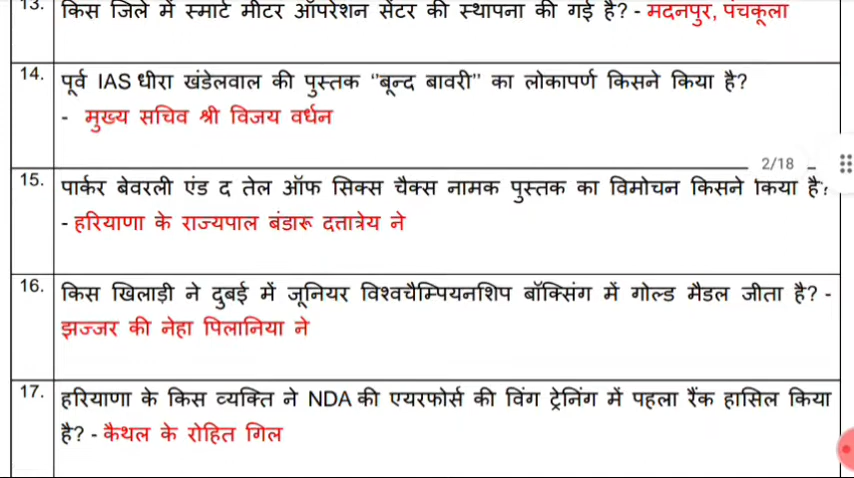 13. किस जिले में स्मार्ट मीटर ऑपरेशन सेंटर की स्थापना की गई है? - मदनपुर, पंचकूला
14. पूर्व IAS धीरा खंडेलवाल की पुस्तक "बून्द बावरी" का लोकापर्ण किसने किया है?
- मुख्य सचिव श्री विजय वर्धन
2/18
15. पार्कर बेवरली एंड द तेल ऑफ सिक्स चैक्स नामक पुस्तक का विमोचन किसने किया है?
- हरियाणा के राज्यपाल बंडारू दत्तात्रेय ने
16. किस खिलाड़ी ने दुबई में जूनियर विश्वचैम्पियनशिप बॉक्सिंग में गोल्ड मैडल जीता है? -
झज्जर की नेहा पिलानिया ने
17. हरियाणा के किस व्यक्ति ने NDA की एयरफोर्स की विंग ट्रेनिंग में पहला रैंक हासिल किया
है? - कैथल के रोहित गिल